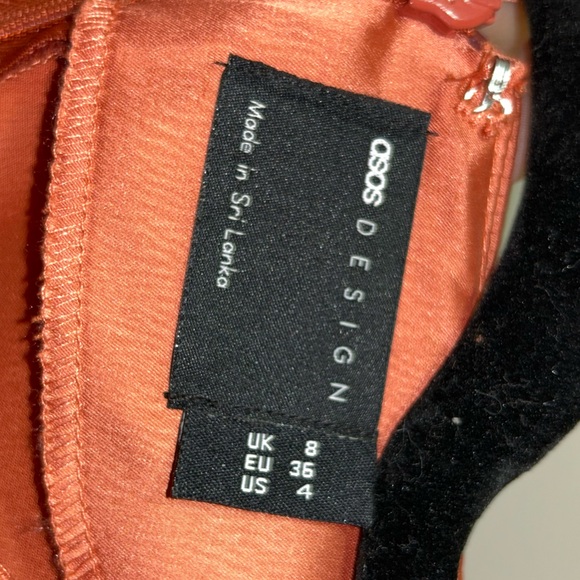 asos DESIGN
Made in Sri Lanka
UK 8
EU 36
US 4